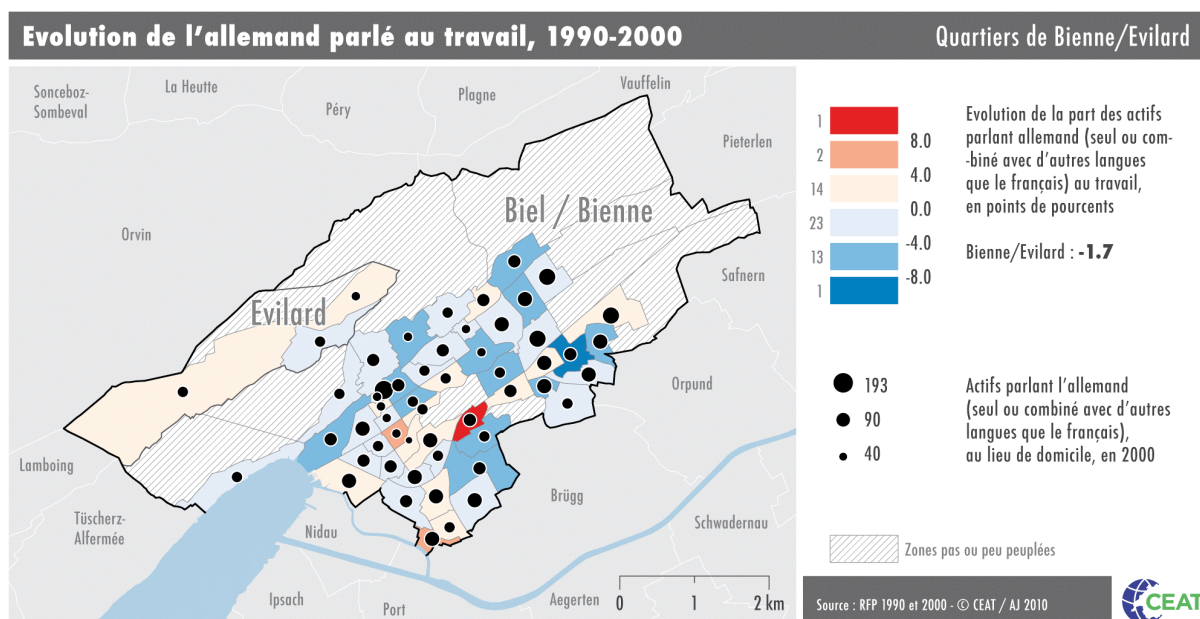 Evolution de l'allemand parlé au travail, 1990-2000
Quartiers de Bienne/Evilard
Sonceboz-
Sombeval
La Heutte
Péry
Plagne
Vauffelin
Pieterlen
Orvin
Biel / Bienne
Safnern
Evilard
Orpund
Lamboing
Tüscherz-
Alfermée
Nidau
Brügg
Schwadernau
Ipsach
Port
Aegerten
0 1 2 km
1
8.0
2
4.0
14
0.0
23
-4.0
13
-8.0
1
Evolution de la part des actifs
parlant allemand (seul ou com-
-biné avec d'autres langues
que le français) au travail,
en points de pourcents
Bienne/Evilard : -1.7
193
90
40
Actifs parlant l'allemand
(seul ou combiné avec d'autres
langues que le français),
au lieu de domicile, en 2000
Zones pas ou peu peuplées
Source : RFP 1990 et 2000 - © CEAT / AJ 2010
CEAT